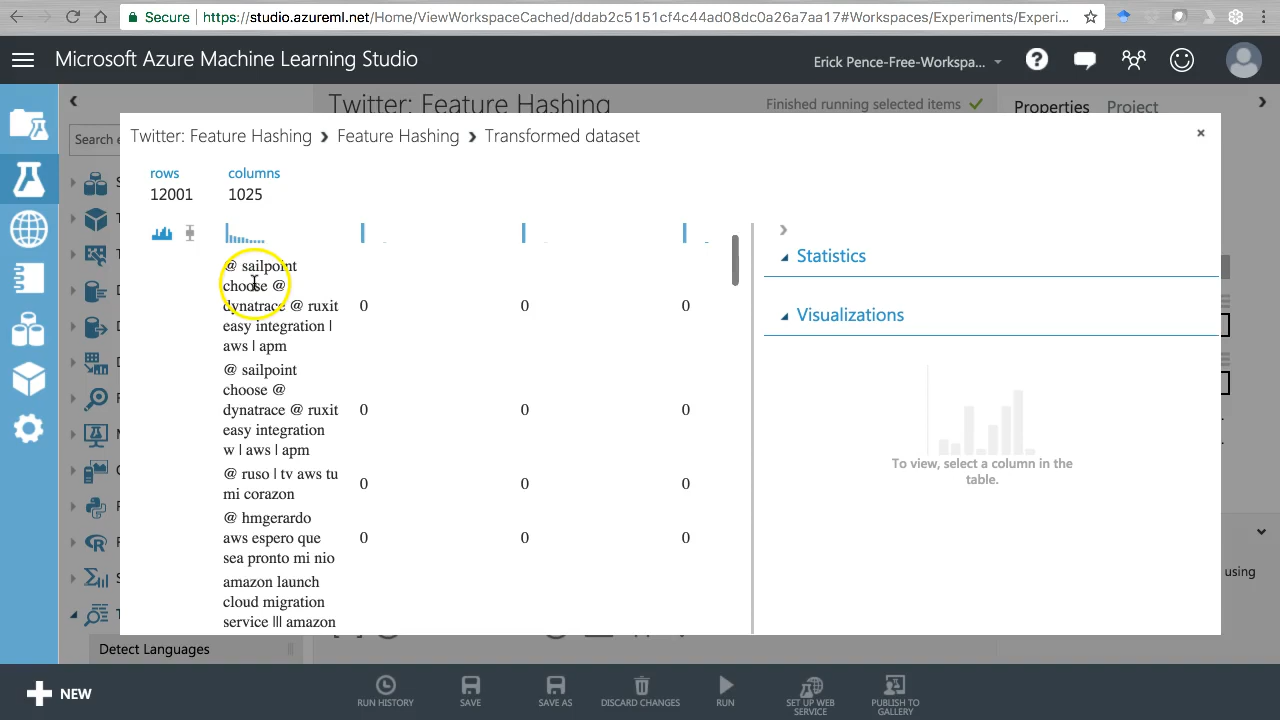 Secure https://studio.azureml.net/Home/ViewWorkspaceCached/ddab2c5151cf4c44ad08dc0a26a7aa17#Workspaces/Experiments/Experi...
Microsoft Azure Machine Learning Studio
Erick Pence-Free-Workspa...
Twitter: Feature Hashing
Finished running selected items
Properties Project
Search e
Twitter: Feature Hashing > Feature Hashing > Transformed dataset
×
rows columns
12001 1025
@ sailpoint
choose @
dynatrace @ ruxit 0 0 0
easy integration |
aws | apm
@ sailpoint
choose @
dynatrace @ ruxit 0 0 0
easy integration
w | aws | apm
@ ruso | tv aws tu 0 0 0
mi corazon
@ hmgerardo
aws espero que 0 0 0
sea pronto mi nio
amazon launch
cloud migration
service ||| amazon
Statistics
Visualizations
To view, select a column in the
table.
using
Detect Languages
NEW
RUN HISTORY
SAVE
SAVE AS
DISCARD CHANGES
RUN
SET UP WEB
SERVICE
PUBLISH TO
GALLERY